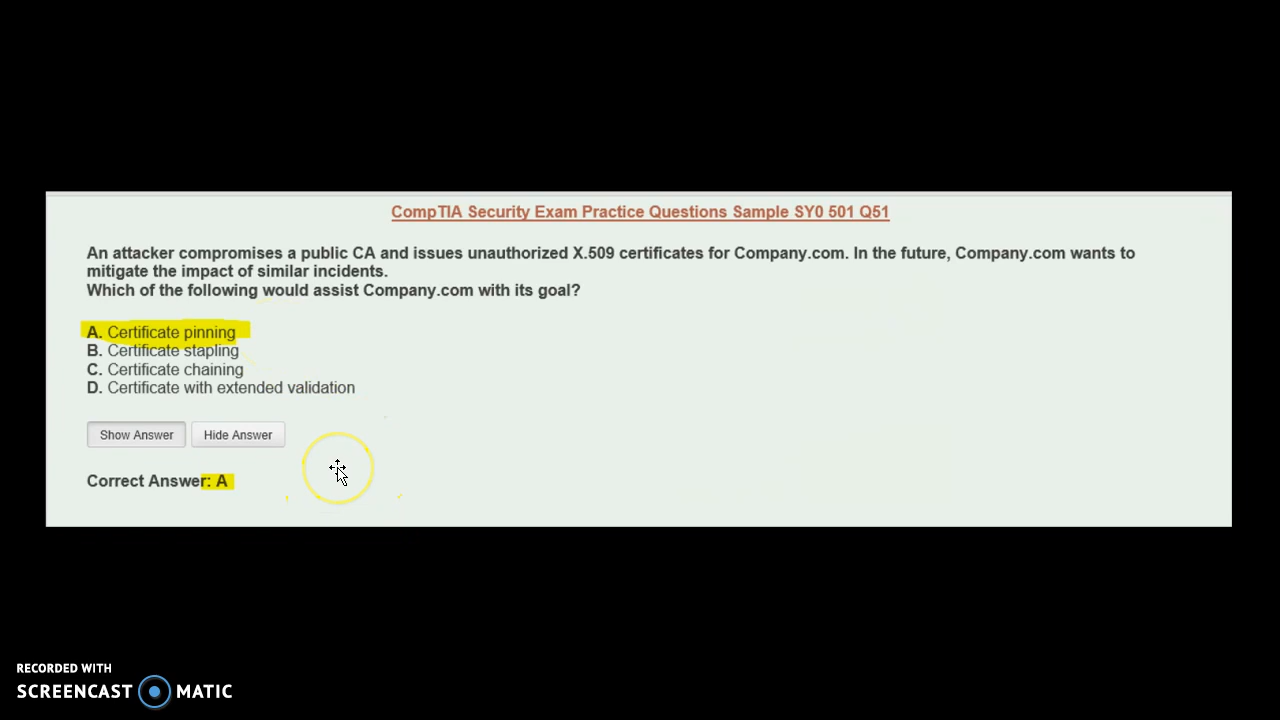 CompTIA Security Exam Practice Questions Sample SY0 501 Q51
An attacker compromises a public CA and issues unauthorized X.509 certificates for Company.com. In the future, Company.com wants to
mitigate the impact of similar incidents.
Which of the following would assist Company.com with its goal?
A. Certificate pinning
B. Certificate stapling
C. Certificate chaining
D. Certificate with extended validation
Show Answer Hide Answer
Correct Answer: A
RECORDED WITH
SCREENCAST MATIC